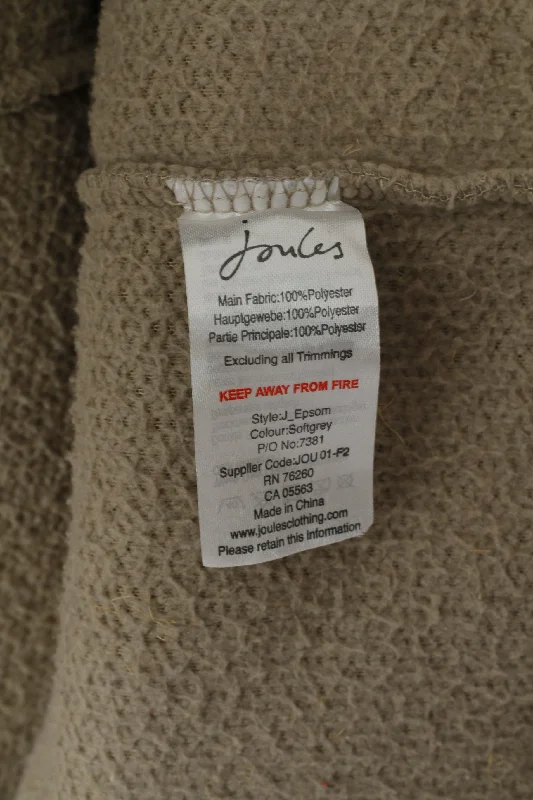 Joules
Main Fabric:100%Polyester
Hauptgewebe:100%Polyester
Partie Principale:100%Polyester
Excluding all Trimmings
KEEP AWAY FROM FIRE
Style:J_Epsom
Colour:Softgrey
P/O No:7381
Supplier Code:JOU 01-F2
RN 76260
CA 05563
Made in China
www.joulesclothing.com
Please retain this Information